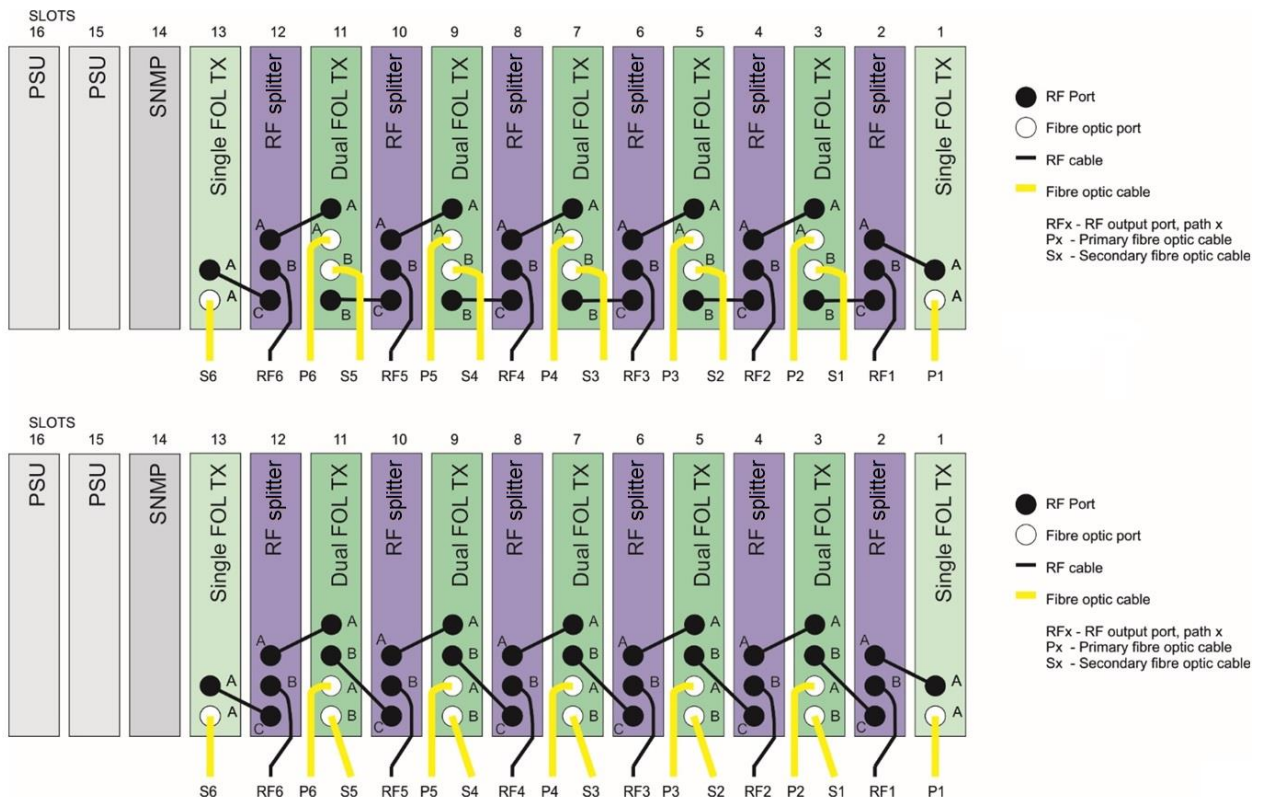 SLOTS
16 15 14 13 12 11 10 9 8 7 6 5 4 3 2 1
PSU
PSU
SNMP
Single FOL TX
RF splitter
Dual FOL TX
RF splitter
Dual FOL TX
RF splitter
Dual FOL TX
RF splitter
Dual FOL TX
RF splitter
Dual FOL TX
RF splitter
Single FOL TX
A A A A A
A A A A A A
A A A A A
A B B B B B B B B B B B A
A C C C C C C A
B B B B B
S6 RF6 P6 S5 RF5 P5 S4 RF4 P4 S3 RF3 P3 S2 RF2 P2 S1 RF1 P1
RF Port
Fibre optic port
RF cable
Fibre optic cable
RFx - RF output port, path x
Px - Primary fibre optic cable
Sx - Secondary fibre optic cable
SLOTS
16 15 14 13 12 11 10 9 8 7 6 5 4 3 2 1
PSU
PSU
SNMP
Single FOL TX
RF splitter
Dual FOL TX
RF splitter
Dual FOL TX
RF splitter
Dual FOL TX
RF splitter
Dual FOL TX
RF splitter
Dual FOL TX
RF splitter
Single FOL TX
A A A A A
A B A B A B A B A B A
A B A B A B A B A B A B A
A C B C B C B C B C B C A
S6 RF6 P6 S5 RF5 P5 S4 RF4 P4 S3 RF3 P3 S2 RF2 P2 S1 RF1 P1
RF Port
Fibre optic port
RF cable
Fibre optic cable
RFx - RF output port, path x
Px - Primary fibre optic cable
Sx - Secondary fibre optic cable